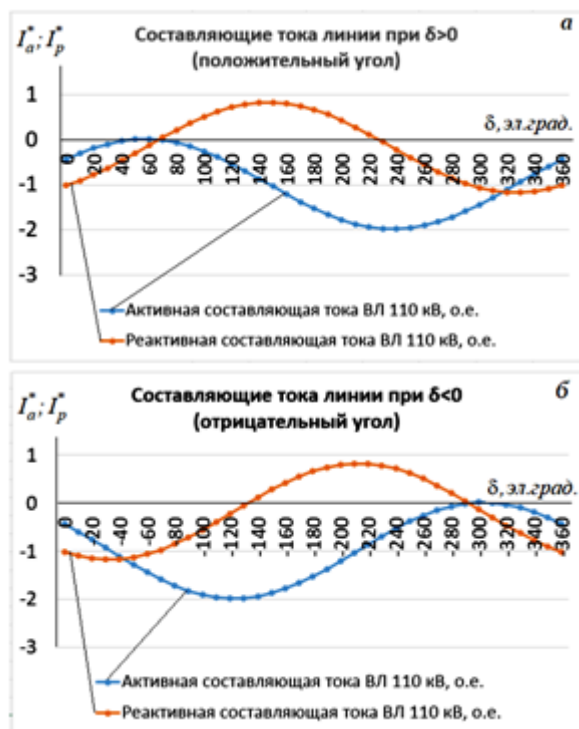 I*a; I*p
а
Составляющие тока линии при δ>0
(положительный угол)
1
0
-1
-2
-3
δ, эл.град.
0 20 40 60 80 100 120 140 160 180 200 220 240 260 280 300 320 340 360
Активная составляющая тока ВЛ 110 кВ, о.е.
Реактивная составляющая тока ВЛ 110 кВ, о.е.
I*a; I*p
б
Составляющие тока линии при δ<0
(отрицательный угол)
1
0
-1
-2
-3
δ, эл.град.
0 -20 -40 -60 -80 -100 -120 -140 -160 -180 -200 -220 -240 -260 -280 -300 -320 -340 -360
Активная составляющая тока ВЛ 110 кВ, о.е.
Реактивная составляющая тока ВЛ 110 кВ, о.е.